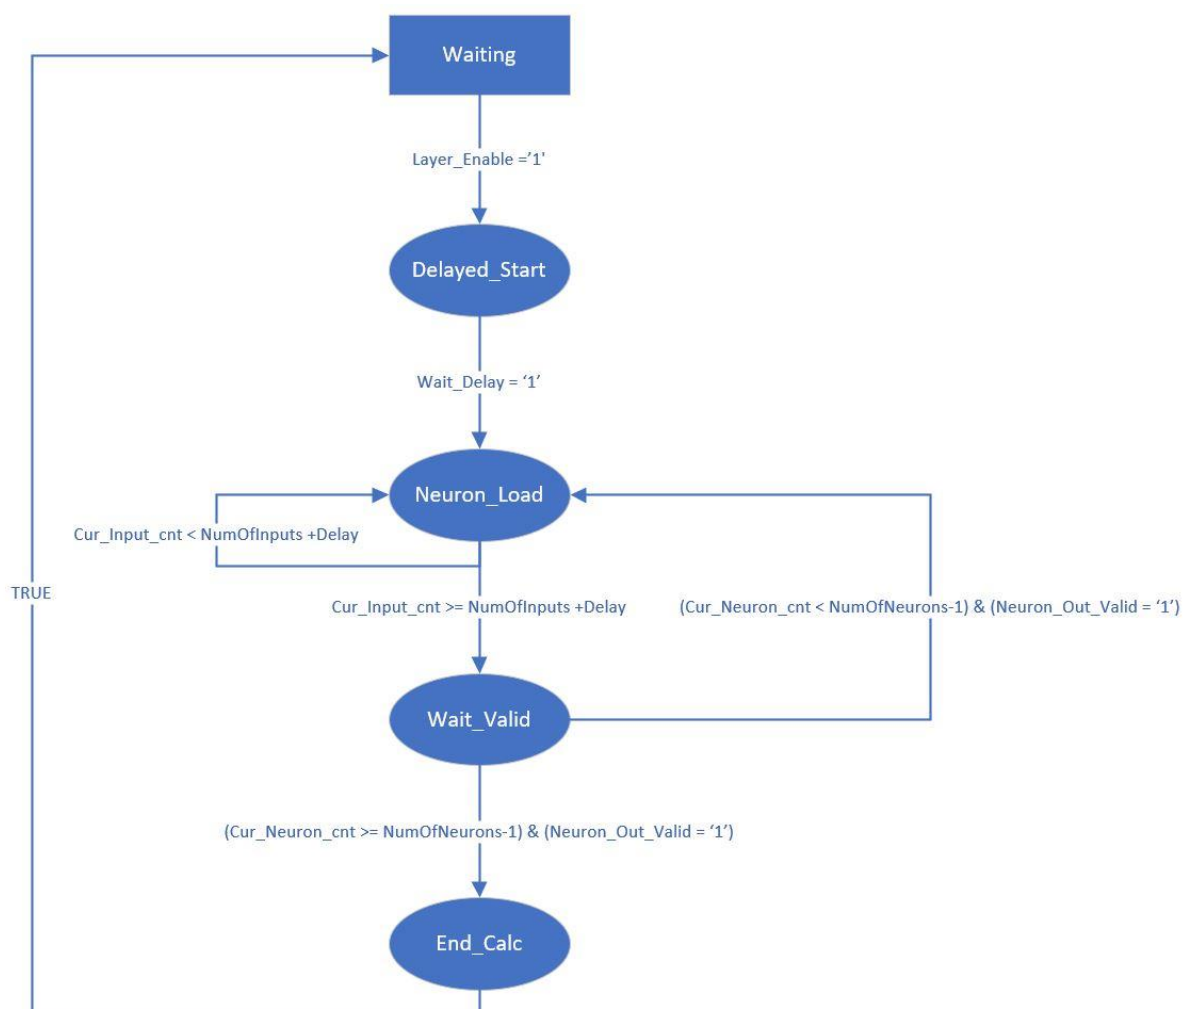 Waiting
Layer_Enable =’1'
Delayed_Start
Wait_Delay = ‘1’
Neuron_Load
Cur_Input_cnt < NumOfInputs +Delay
TRUE
Cur_Input_cnt >= NumOfInputs +Delay
(Cur_Neuron_cnt < NumOfNeurons-1) & (Neuron_Out_Valid = ‘1’)
Wait_Valid
(Cur_Neuron_cnt >= NumOfNeurons-1) & (Neuron_Out_Valid = ‘1’)
End_Calc